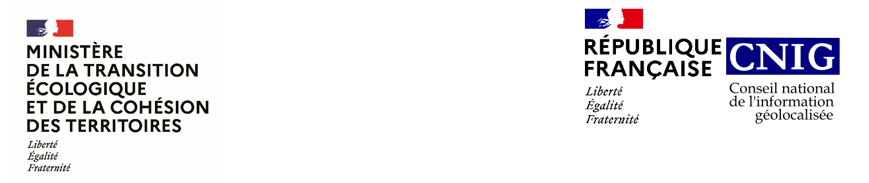 MINISTÈRE
DE LA TRANSITION
ÉCOLOGIQUE
ET DE LA COHÉSION
DES TERRITOIRES
Liberté
Égalité
Fraternité
RÉPUBLIQUE
FRANÇAISE
Liberté
Égalité
Fraternité
CNIG
Conseil national
de l'information
géolocalisée